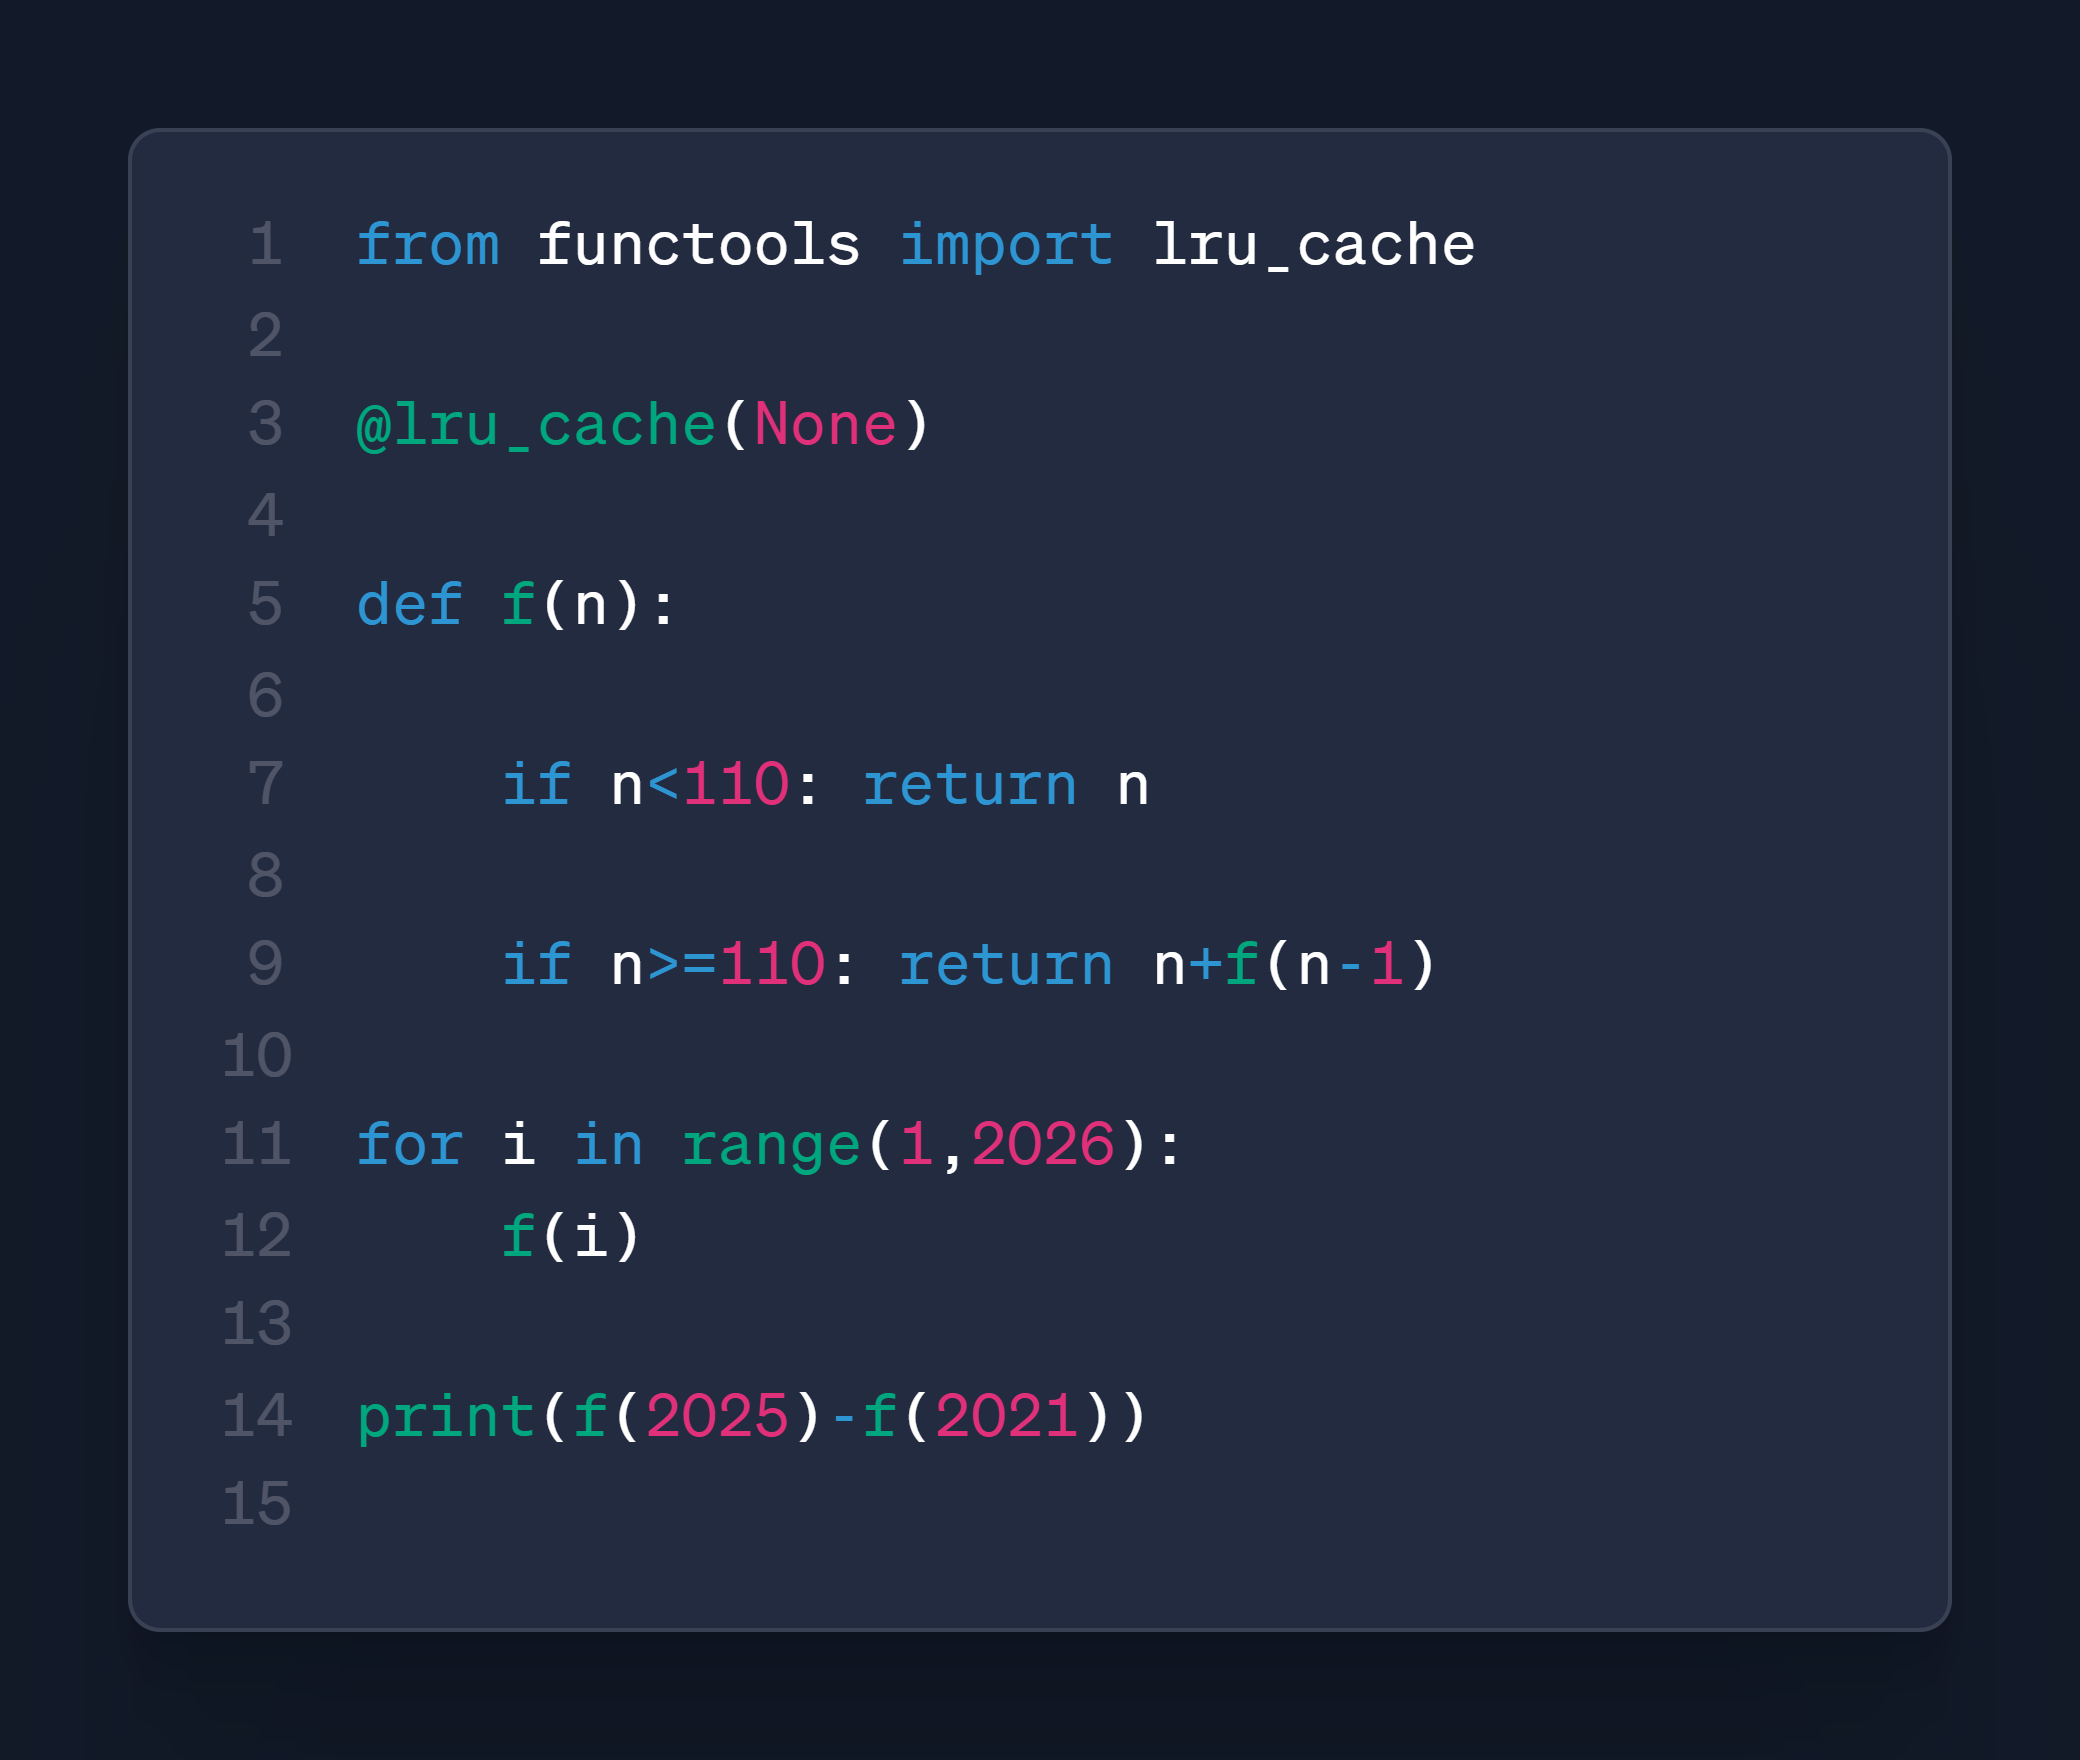 1 from functools import lru_cache
2
3 @lru_cache(None)
4
5 def f(n):
6
7     if n<110: return n
8
9     if n>=110: return n+f(n-1)
10
11 for i in range(1,2026):
12     f(i)
13
14 print(f(2025)-f(2021))
15